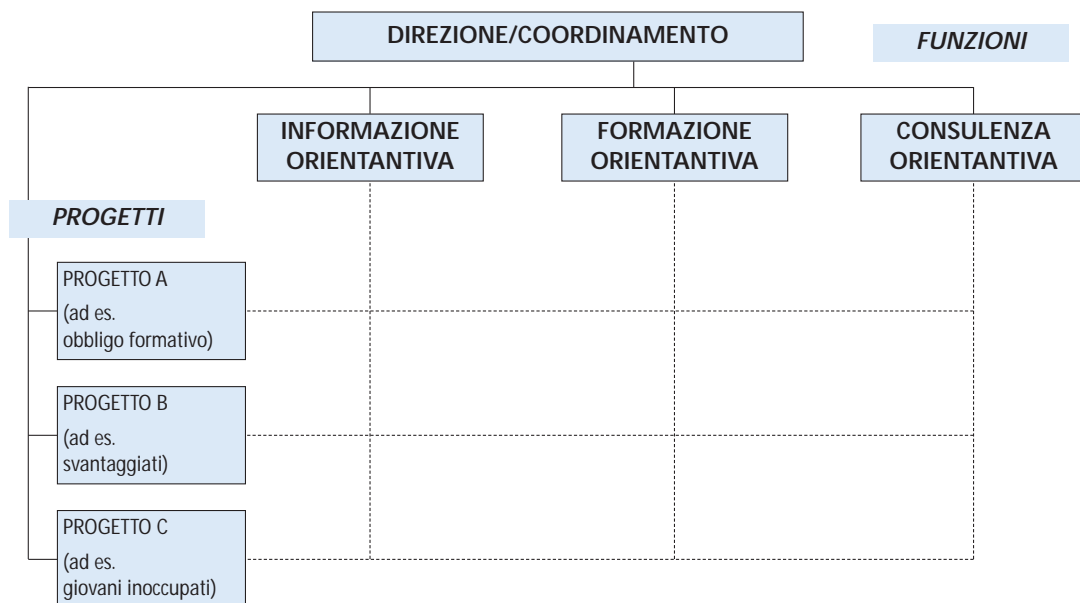 DIREZIONE/COORDINAMENTO
FUNZIONI
INFORMAZIONE
ORIENTANTIVA
FORMAZIONE
ORIENTANTIVA
CONSULENZA
ORIENTANTIVA
PROGETTI
PROGETTO A
(ad es.
obbligo formativo)
PROGETTO B
(ad es.
svantaggiati)
PROGETTO C
(ad es.
giovani inoccupati)